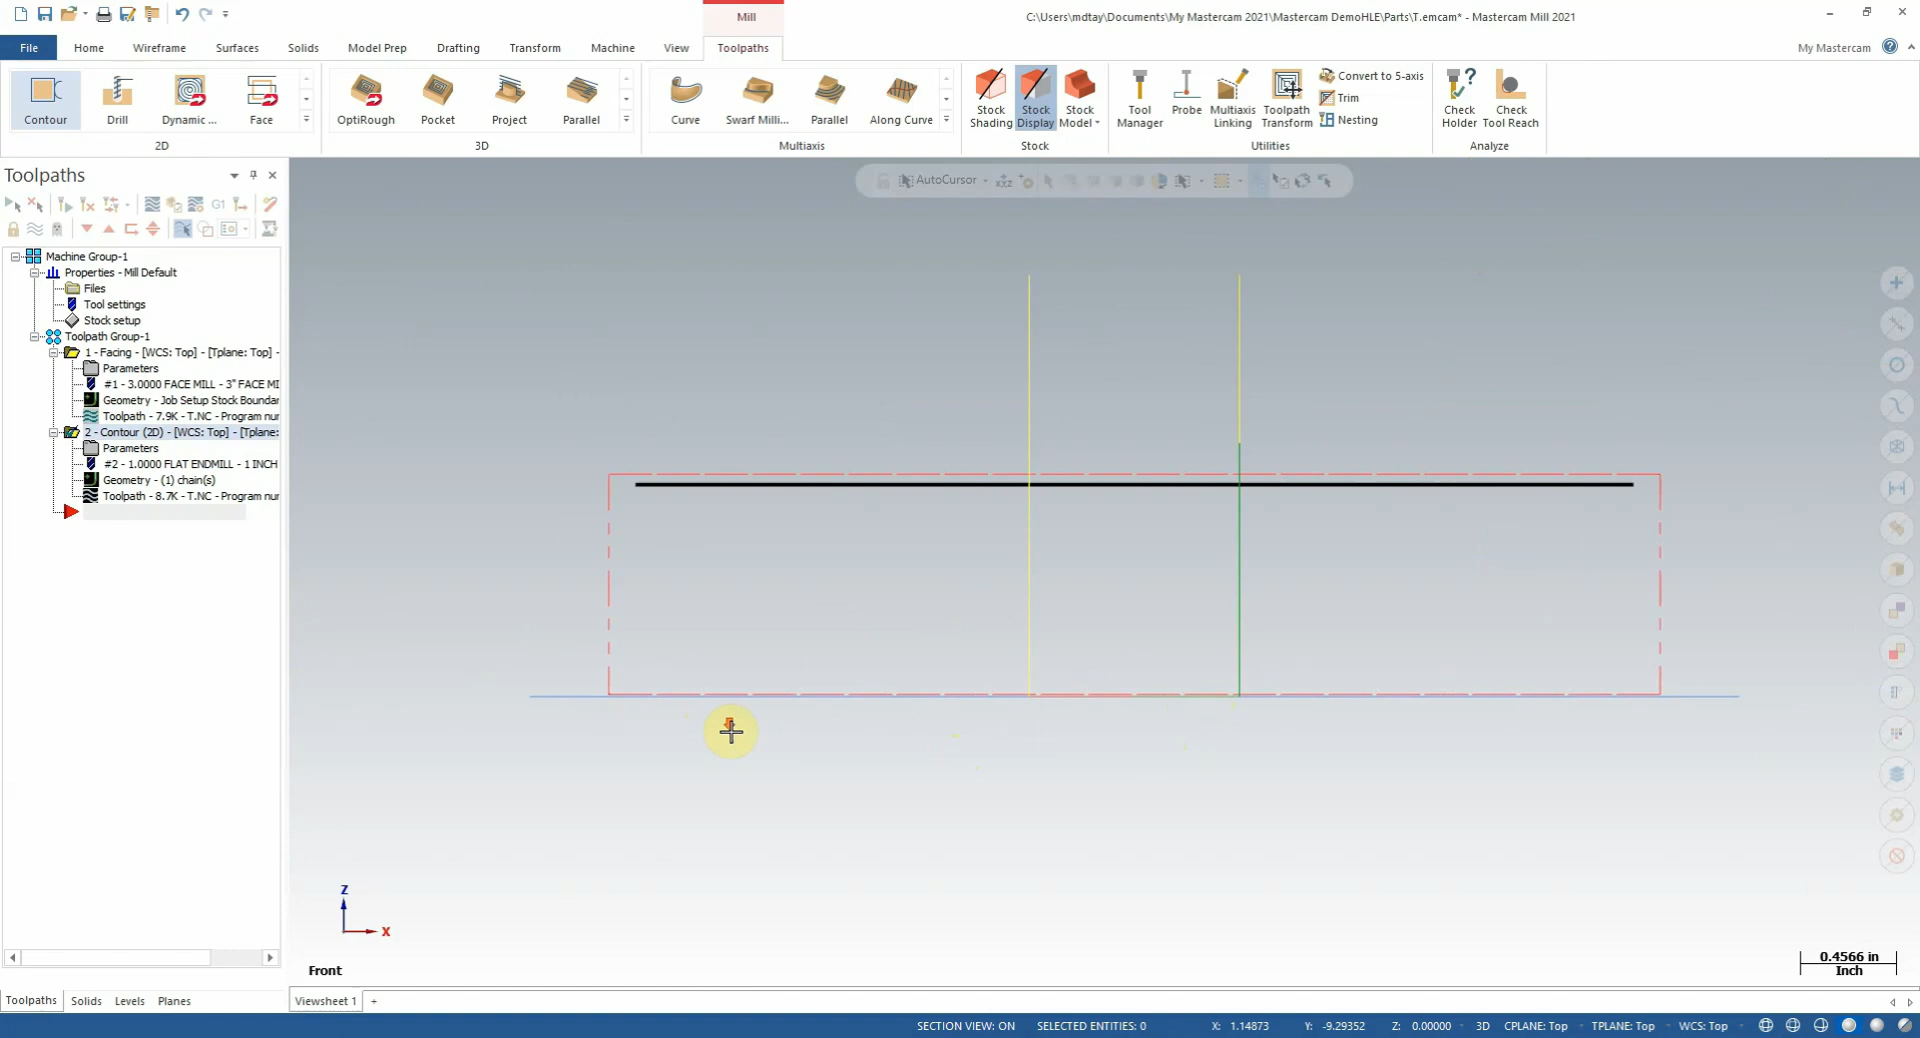 Mill
C:\Users\mdtay\Documents\My Mastercam 2021\Mastercam DemoHLE\Parts\T.emcam* - Mastercam Mill 2021
File Home Wireframe Surfaces Solids Model Prep Drafting Transform Machine View Toolpaths My Mastercam
Contour Drill Dynamic ... Face
2D
OptiRough Pocket Project Parallel
3D
Curve Swarf Milli... Parallel Along Curve
Multiaxis
Stock Shading
Stock Display
Stock Model
Stock
Tool Manager
Probe
Multiaxis Linking
Toolpath Transform
Convert to 5-axis
Trim
Nesting
Utilities
Check Holder
Check Tool Reach
Analyze
Toolpaths
AutoCursor
G1
Machine Group-1
Properties - Mill Default
Files
Tool settings
Stock setup
Toolpath Group-1
1 - Facing - [WCS: Top] - [Tplane: Top] -
Parameters
#1 - 3.0000 FACE MILL - 3" FACE MI
Geometry - Job Setup Stock Boundar
Toolpath - 7.9K - T.NC - Program nur
2 - Contour (2D) - [WCS: Top] - [Tplane:
Parameters
#2 - 1.0000 FLAT ENDMILL - 1 INCH
Geometry - (1) chain(s)
Toolpath - 8.7K - T.NC - Program nur
Z
X
Front
0.4566 in
Inch
Toolpaths Solids Levels Planes
Viewsheet 1 +
SECTION VIEW: ON SELECTED ENTITIES: 0 X: 1.14873 Y: -9.29352 Z: 0.00000 3D CPLANE: Top TPLANE: Top WCS: Top